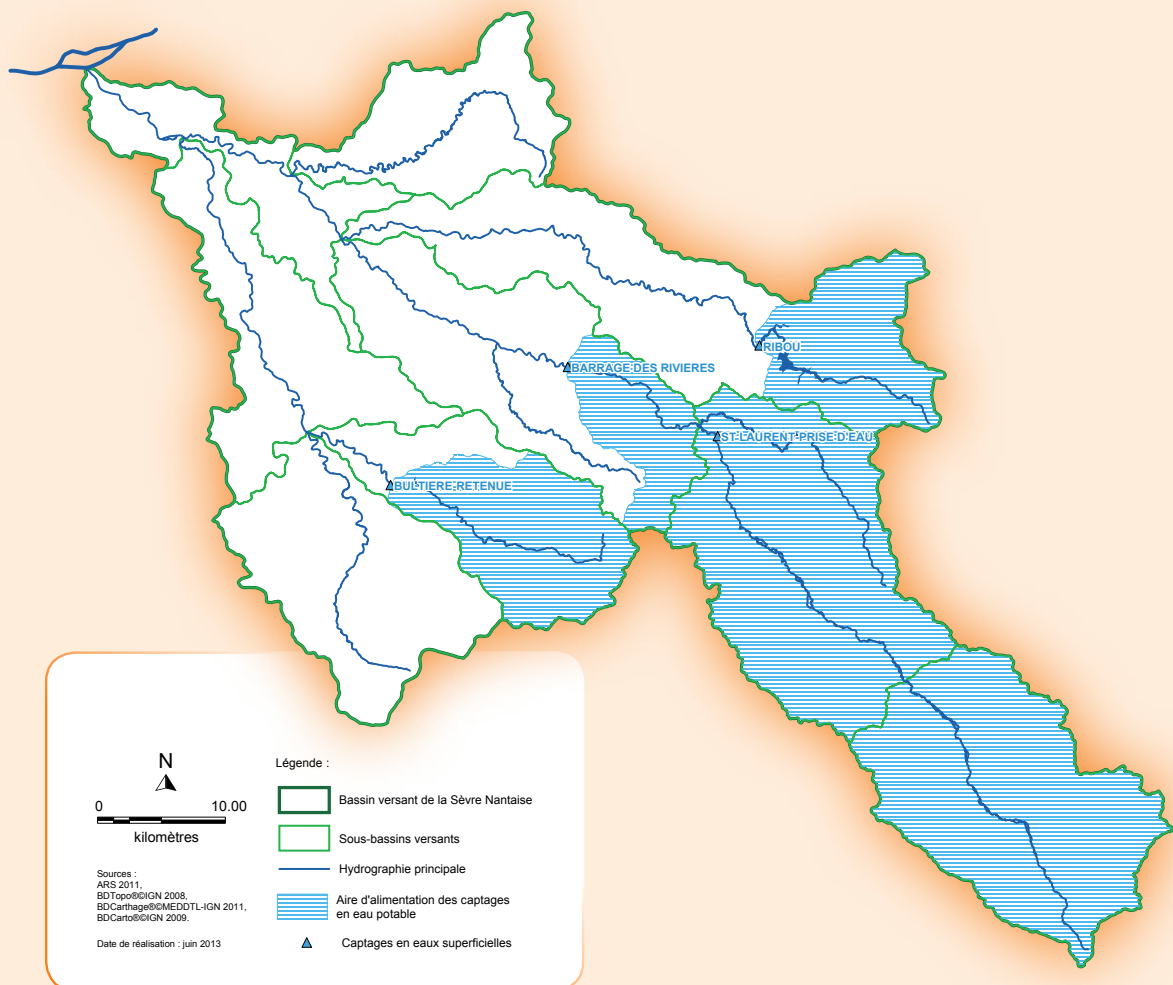 RIBOU
BARRAGE DES RIVIERES
ST-LAURENT PRISE D'EAU
BULTIERE-RETENUE
N
0 10.00
kilomètres
Sources :
ARS 2011,
BDTopo®©IGN 2008,
BDCarthage®©MEDDTL-IGN 2011,
BDCarto®©IGN 2009.
Date de réalisation : juin 2013
Légende :
Bassin versant de la Sèvre Nantaise
Sous-bassins versants
Hydrographie principale
Aire d'alimentation des captages
en eau potable
Captages en eaux superficielles